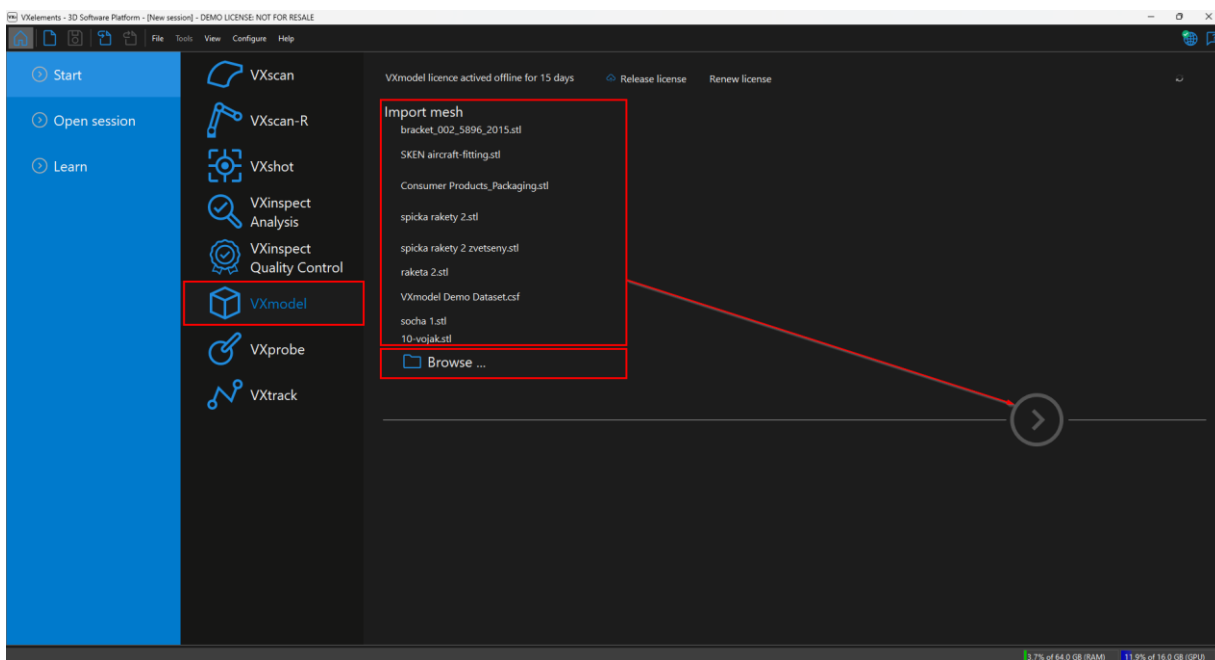 VXelements - 3D Software Platform - [New session] - DEMO LICENSE: NOT FOR RESALE
File Tools View Configure Help
Start
Open session
Learn
VXscan
VXscan-R
VXshot
VXinspect
Analysis
VXinspect
Quality Control
VXmodel
VXprobe
VXtrack
VXmodel licence actived offline for 15 days Release license Renew license
Import mesh
bracket_002_5896_2015.stl
SKEN aircraft-fitting.stl
Consumer Products_Packaging.stl
spicka rakety 2.stl
spicka rakety 2 zvetseny.stl
raketa 2.stl
VXmodel Demo Dataset.csf
socha 1.stl
10-vojak.stl
Browse ...
3.7% of 64.0 GB (RAM) 11.9% of 16.0 GB (GPU)